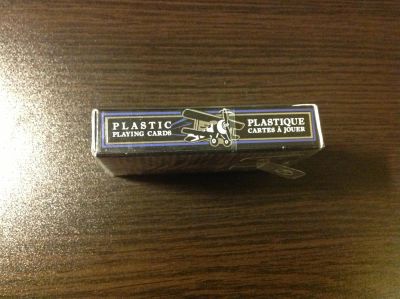 PLASTIC
PLAYING CARDS
PLASTIQUE
CARTES À JOUER